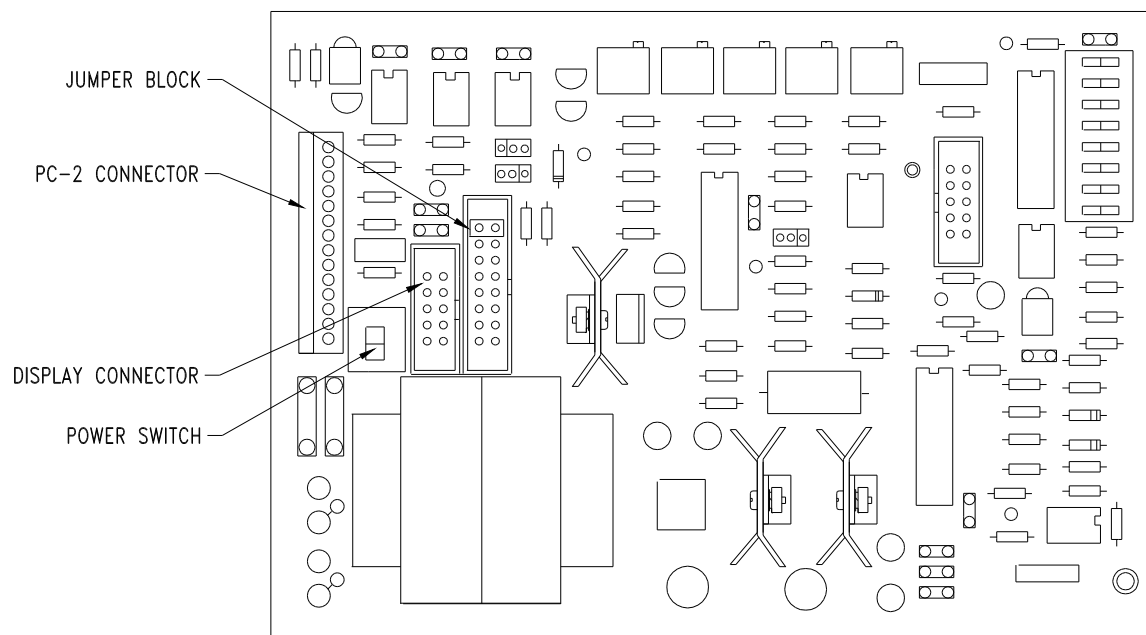 JUMPER BLOCK
PC-2 CONNECTOR
DISPLAY CONNECTOR
POWER SWITCH